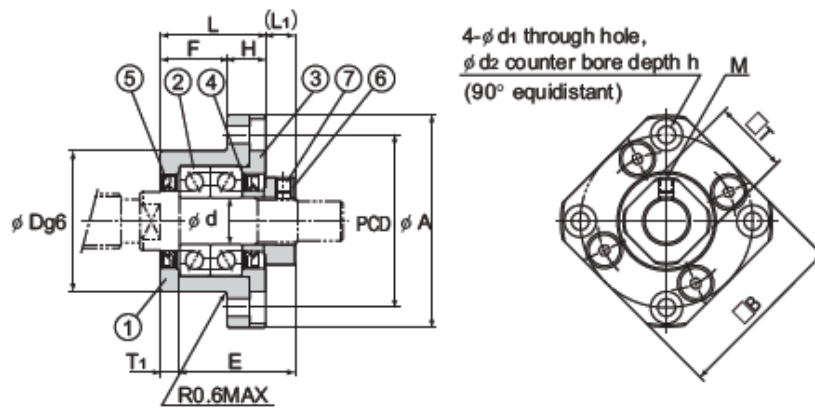 L
(L1)
F
H
⑤
②
④
③
⑦
⑥
4-ϕ d1 through hole,
ϕ d2 counter bore depth h
(90° equidistant)
M
□T
ϕ Dg6
ϕ d
PCD
ϕ A
□B
①
T1
E
R0.6MAX